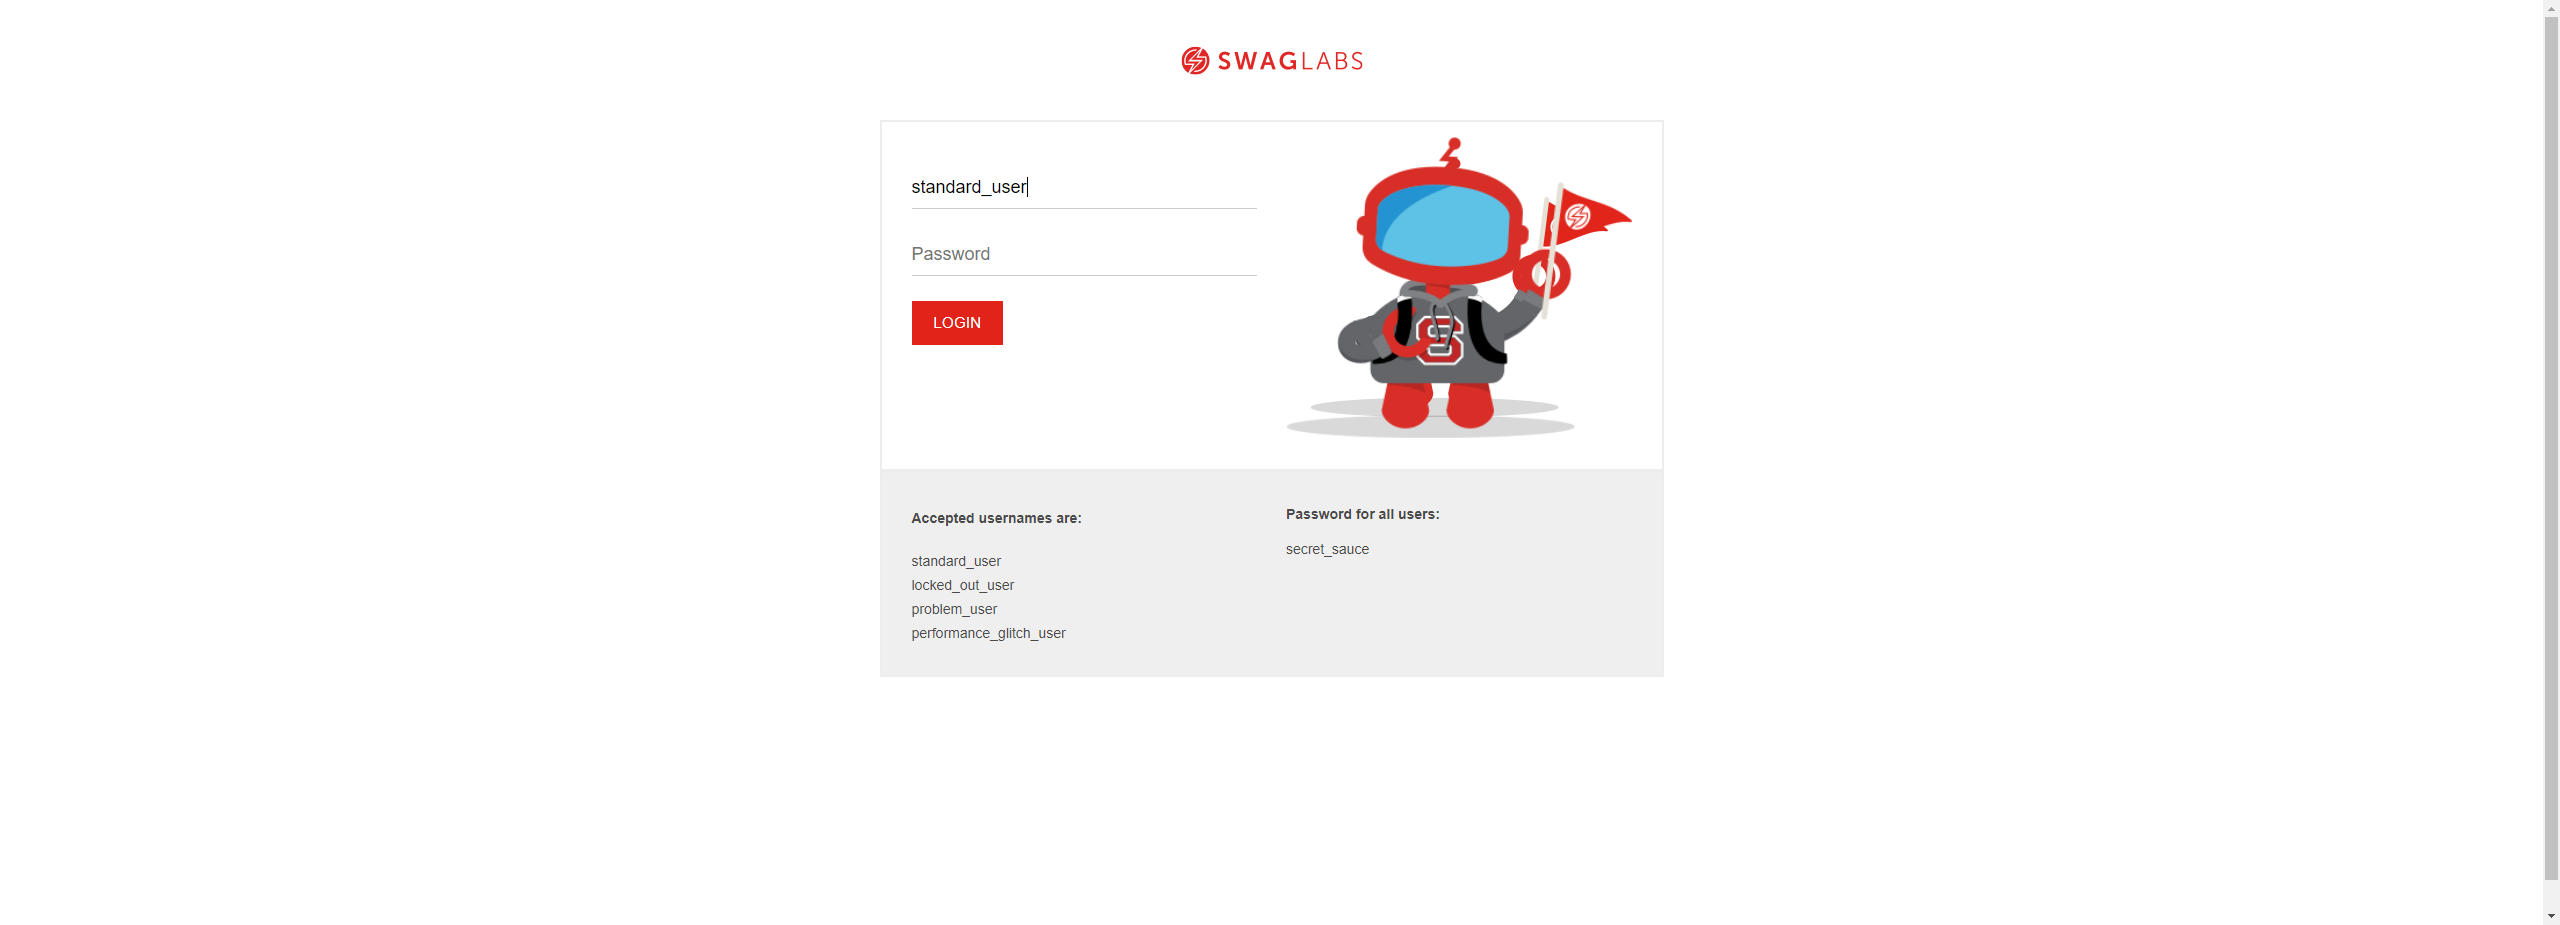 SWAGLABS
standard_user
Password
LOGIN
S
Accepted usernames are:
standard_user
locked_out_user
problem_user
performance_glitch_user
Password for all users:
secret_sauce